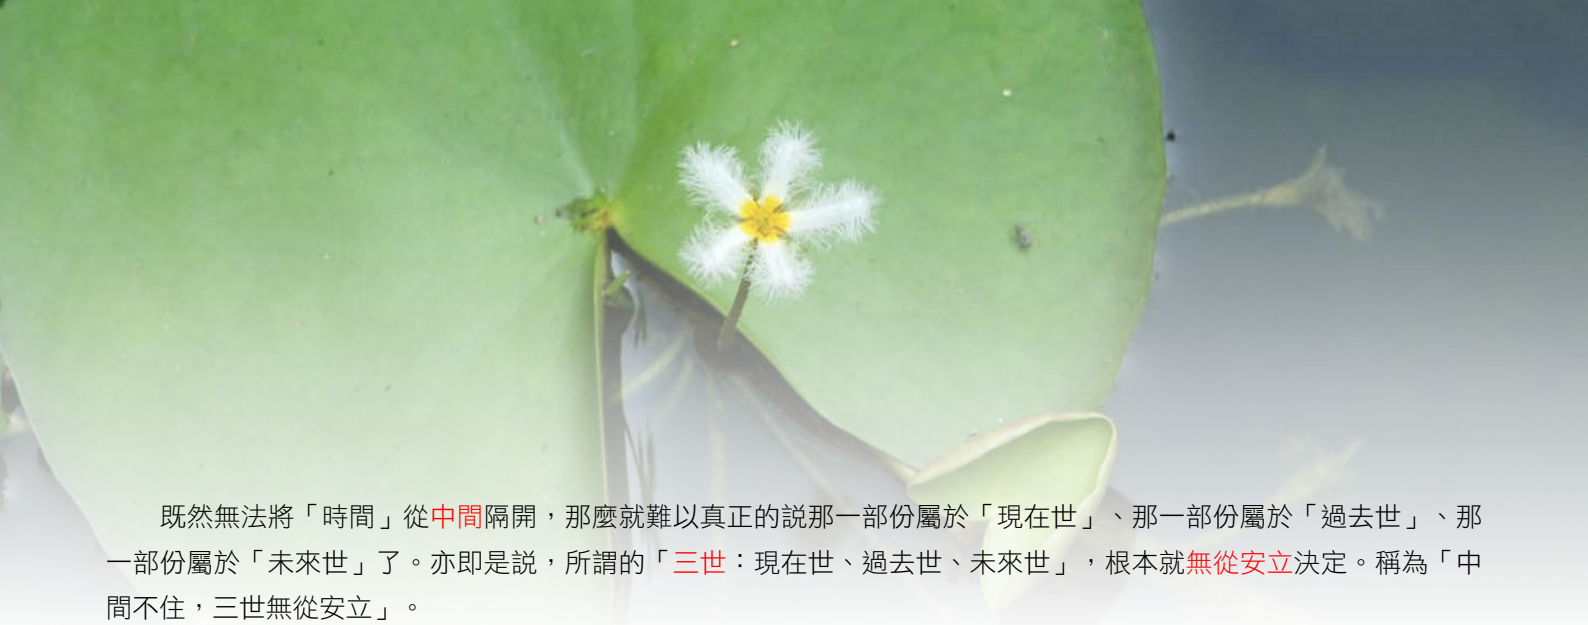 既然無法將「時間」從中間隔開，那麼就難以真正的說那一部份屬於「現在世」、那一部份屬於「過去世」、那
一部份屬於「未來世」了。亦即是說，所謂的「三世：現在世、過去世、未來世」，根本就無從安立決定。稱為「中
間不住，三世無從安立」。